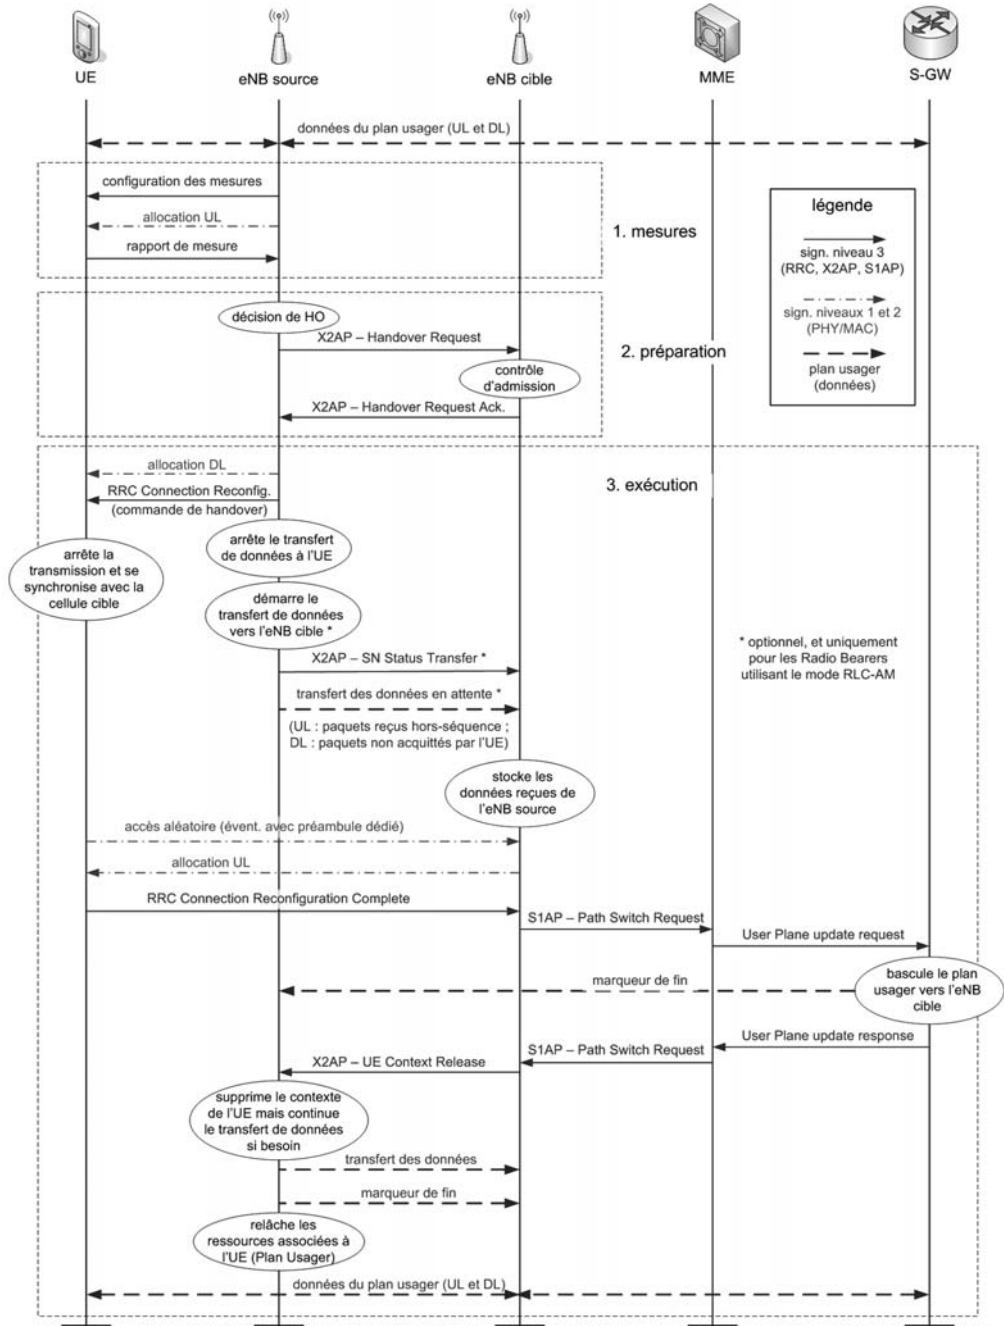 UE
eNB source
eNB cible
MME
S-GW
données du plan usager (UL et DL)
configuration des mesures
allocation UL
rapport de mesure
1. mesures
légende
sign. niveau 3
(RRC, X2AP, S1AP)
sign. niveaux 1 et 2
(PHY/MAC)
plan usager
(données)
décision de HO
X2AP – Handover Request
contrôle
d'admission
X2AP – Handover Request Ack.
2. préparation
allocation DL
RRC Connection Reconfig.
(commande de handover)
3. exécution
arrête le transfert
de données à l'UE
arrête la
transmission et se
synchronise avec la
cellule cible
démarre le
transfert de données
vers l'eNB cible *
X2AP – SN Status Transfer *
transfert des données en attente *
(UL : paquets reçus hors-séquence ;
DL : paquets non acquittés par l'UE)
* optionnel, et uniquement
pour les Radio Bearers
utilisant le mode RLC-AM
stocke les
données reçues de
l'eNB source
accès aléatoire (évent. avec préambule dédié)
allocation UL
RRC Connection Reconfiguration Complete
S1AP – Path Switch Request
User Plane update request
bascule le plan
usager vers l'eNB
cible
marqueur de fin
User Plane update response
S1AP – Path Switch Request
X2AP – UE Context Release
supprime le contexte
de l'UE mais continue
le transfert de données
si besoin
transfert des données
marqueur de fin
relâche les
ressources associées à
l'UE (Plan Usager)
données du plan usager (UL et DL)